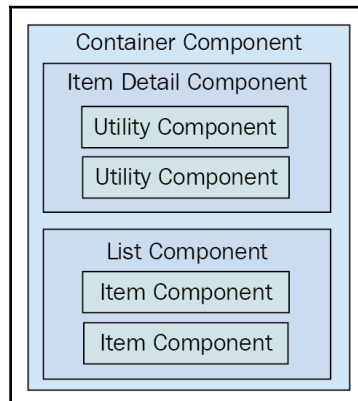 Container Component
Item Detail Component
Utility Component
Utility Component
List Component
Item Component
Item Component